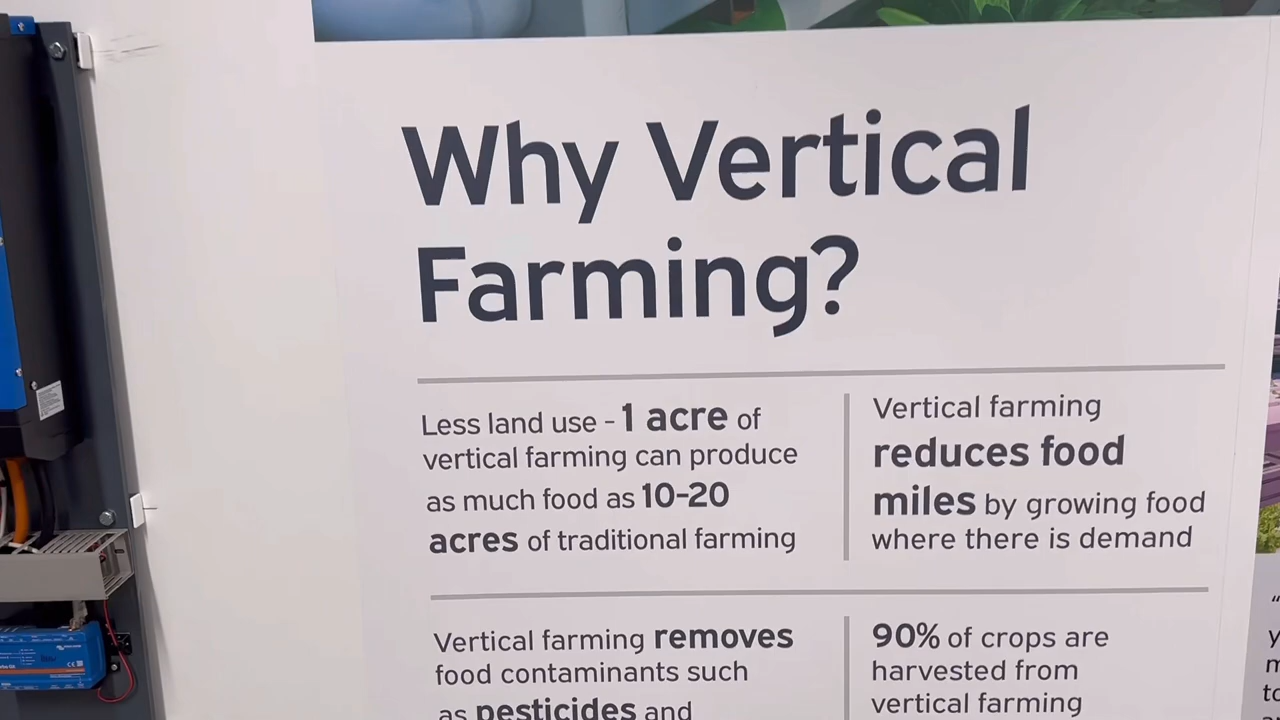 Why Vertical
Farming?
Less land use - 1 acre of
vertical farming can produce
as much food as 10-20
acres of traditional farming
Vertical farming
reduces food
miles by growing food
where there is demand
Vertical farming removes
food contaminants such
as pesticides and
90% of crops are
harvested from
vertical farming